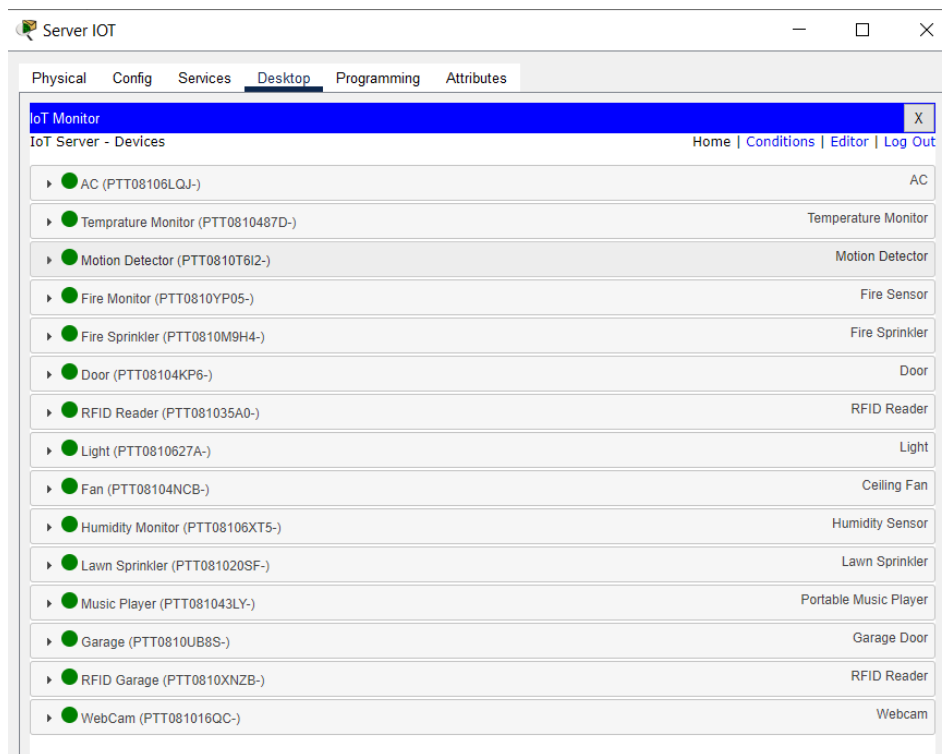 Server IOT
Physical Config Services Desktop Programming Attributes
IoT Monitor X
IoT Server - Devices Home | Conditions | Editor | Log Out
AC (PTT08106LQJ-) AC
Temprature Monitor (PTT0810487D-) Temperature Monitor
Motion Detector (PTT0810T6I2-) Motion Detector
Fire Monitor (PTT0810YP05-) Fire Sensor
Fire Sprinkler (PTT0810M9H4-) Fire Sprinkler
Door (PTT08104KP6-) Door
RFID Reader (PTT081035A0-) RFID Reader
Light (PTT0810627A-) Light
Fan (PTT08104NCB-) Ceiling Fan
Humidity Monitor (PTT08106XT5-) Humidity Sensor
Lawn Sprinkler (PTT081020SF-) Lawn Sprinkler
Music Player (PTT081043LY-) Portable Music Player
Garage (PTT0810UB8S-) Garage Door
RFID Garage (PTT0810XNZB-) RFID Reader
WebCam (PTT081016QC-) Webcam